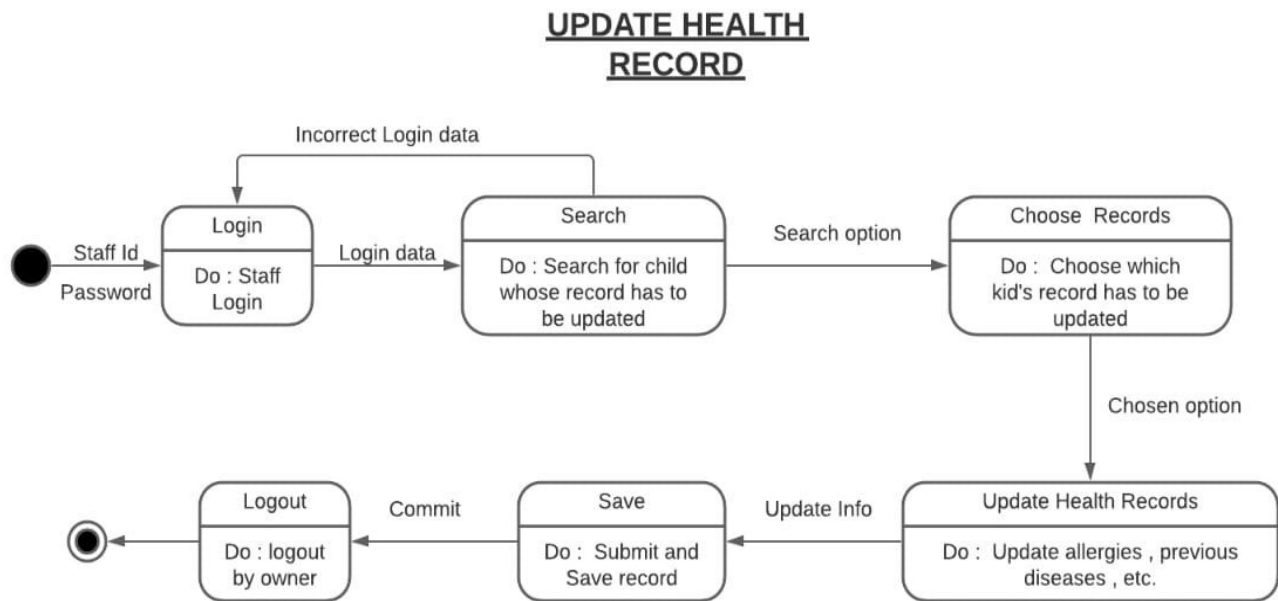 UPDATE HEALTH
RECORD
Incorrect Login data
Staff Id
Password
Login
Do : Staff
Login
Login data
Search
Do : Search for child
whose record has to
be updated
Search option
Choose Records
Do : Choose which
kid's record has to be
updated
Chosen option
Update Health Records
Do : Update allergies , previous
diseases , etc.
Update Info
Save
Do : Submit and
Save record
Commit
Logout
Do : logout
by owner